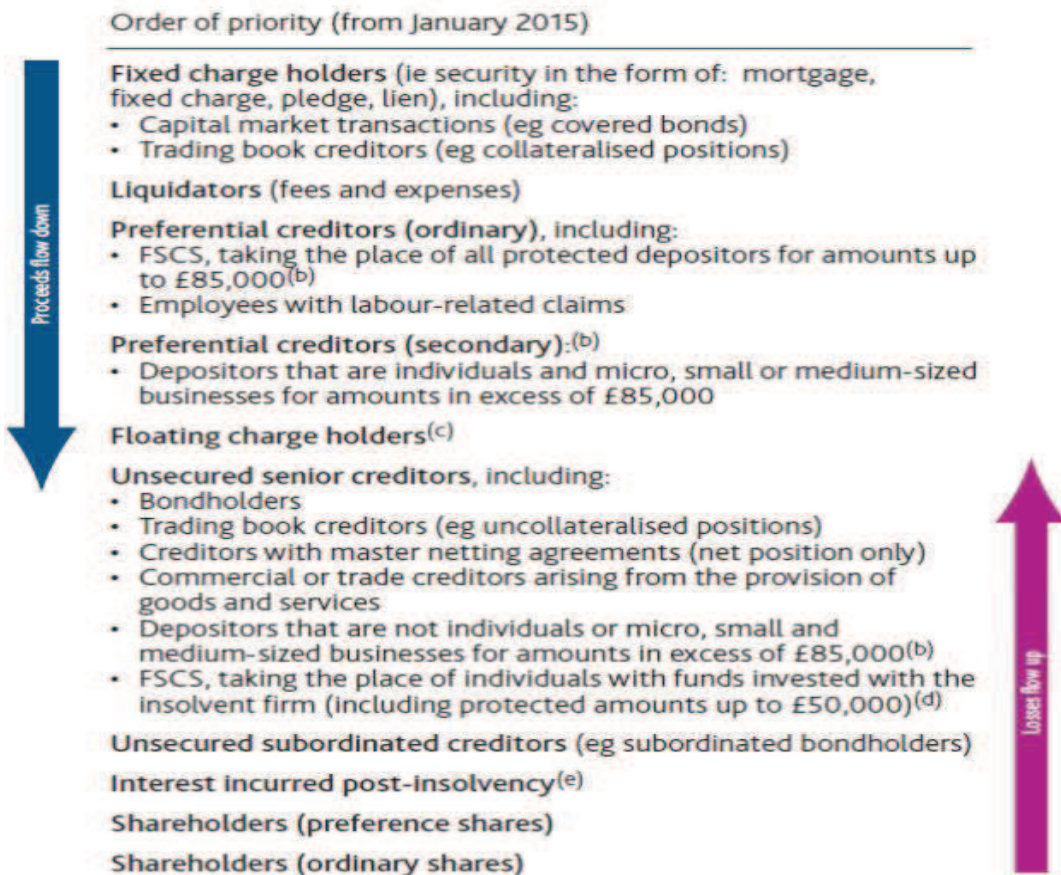 Order of priority (from January 2015)
Fixed charge holders (ie security in the form of: mortgage,
fixed charge, pledge, lien), including:
• Capital market transactions (eg covered bonds)
• Trading book creditors (eg collateralised positions)
Liquidators (fees and expenses)
Preferential creditors (ordinary), including:
• FSCS, taking the place of all protected depositors for amounts up
to £85,000(b)
• Employees with labour-related claims
Preferential creditors (secondary):(b)
• Depositors that are individuals and micro, small or medium-sized
businesses for amounts in excess of £85,000
Floating charge holders(c)
Unsecured senior creditors, including:
• Bondholders
• Trading book creditors (eg uncollateralised positions)
• Creditors with master netting agreements (net position only)
• Commercial or trade creditors arising from the provision of
goods and services
• Depositors that are not individuals or micro, small and
medium-sized businesses for amounts in excess of £85,000(b)
• FSCS, taking the place of individuals with funds invested with the
insolvent firm (including protected amounts up to £50,000)(d)
Unsecured subordinated creditors (eg subordinated bondholders)
Interest incurred post-insolvency(e)
Shareholders (preference shares)
Shareholders (ordinary shares)
Proceeds flow down
Losses flow up